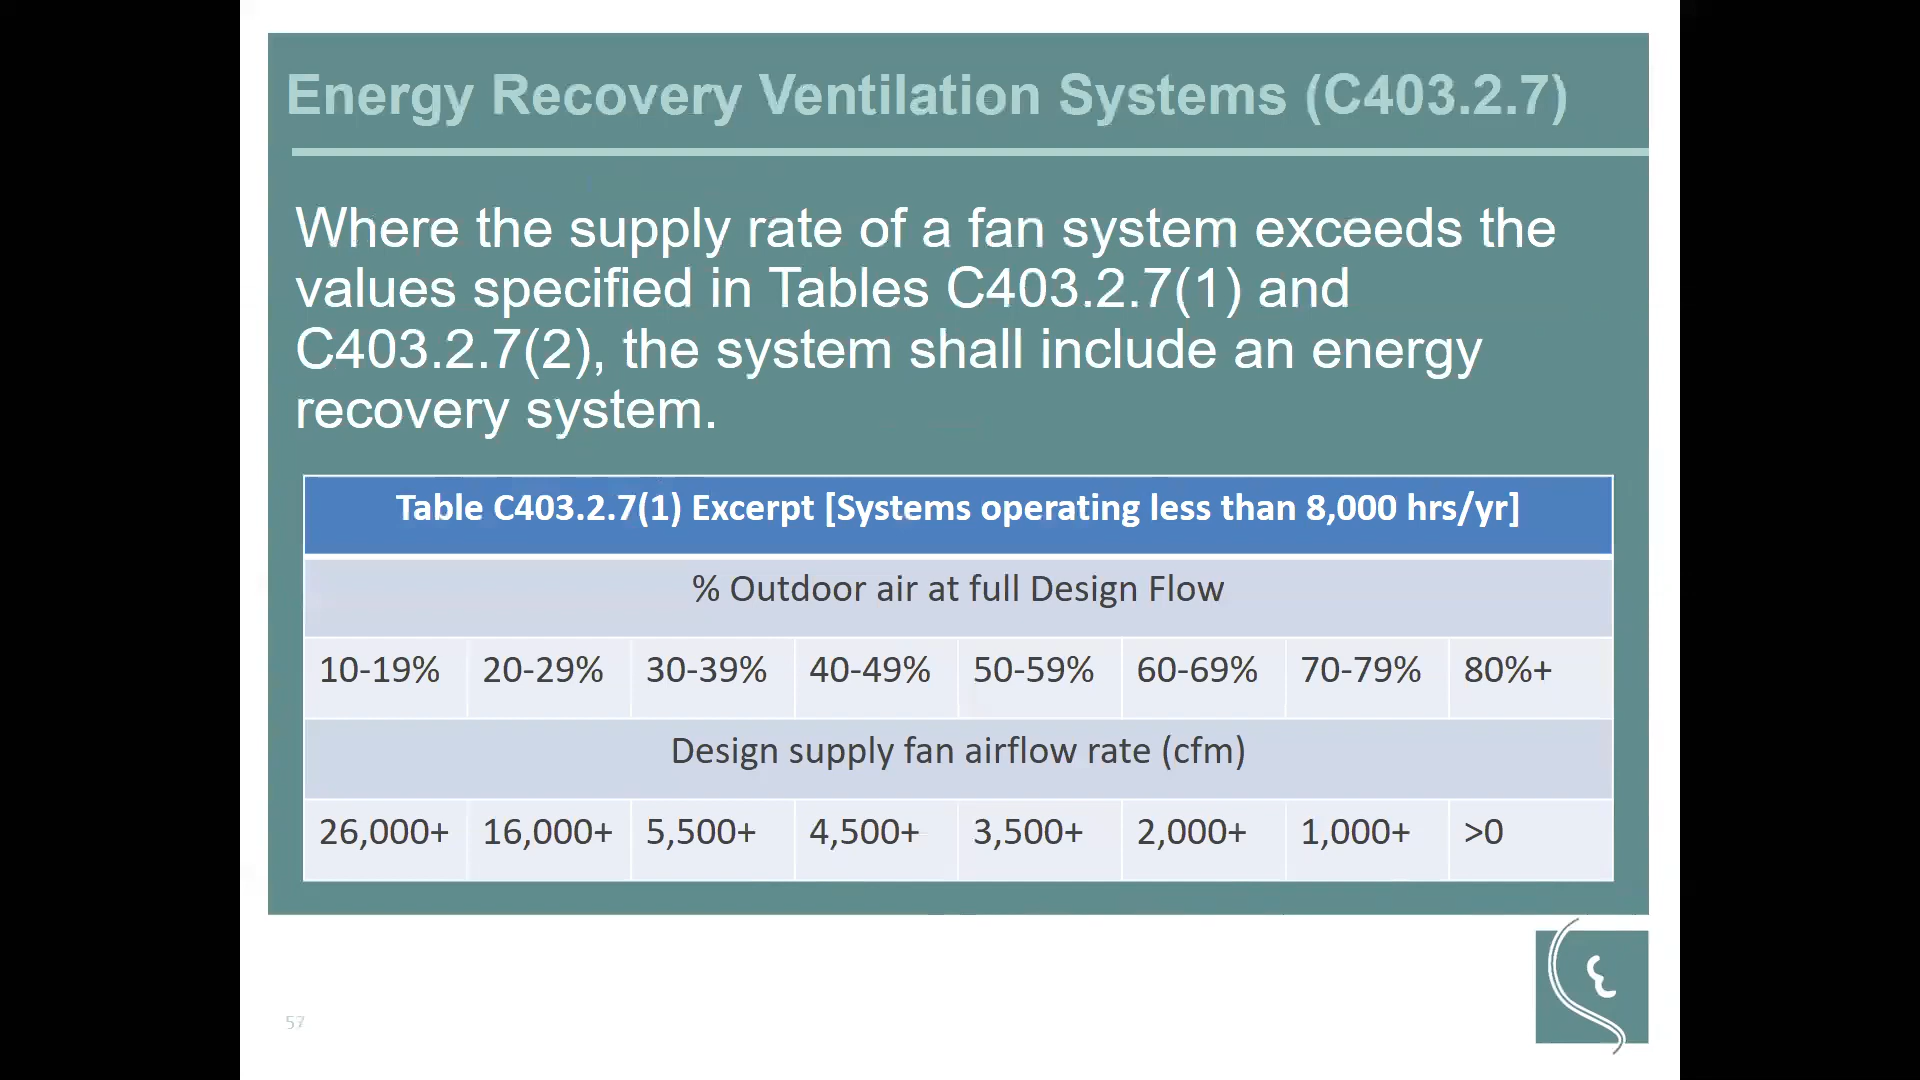 Energy Recovery Ventilation Systems (C403.2.7)
Where the supply rate of a fan system exceeds the
values specified in Tables C403.2.7(1) and
C403.2.7(2), the system shall include an energy
recovery system.
Table C403.2.7(1) Excerpt [Systems operating less than 8,000 hrs/yr]
% Outdoor air at full Design Flow
10-19% 20-29% 30-39% 40-49% 50-59% 60-69% 70-79% 80%+
Design supply fan airflow rate (cfm)
26,000+ 16,000+ 5,500+ 4,500+ 3,500+ 2,000+ 1,000+ >0
57